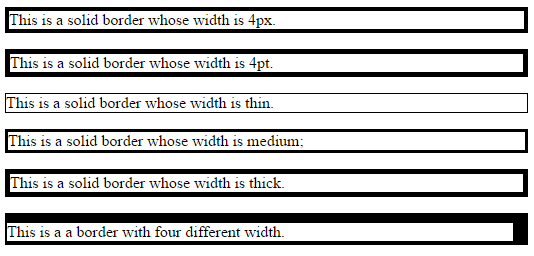 This is a solid border whose width is 4px.
This is a solid border whose width is 4pt.
This is a solid border whose width is thin.
This is a solid border whose width is medium;
This is a solid border whose width is thick.
This is a a border with four different width.